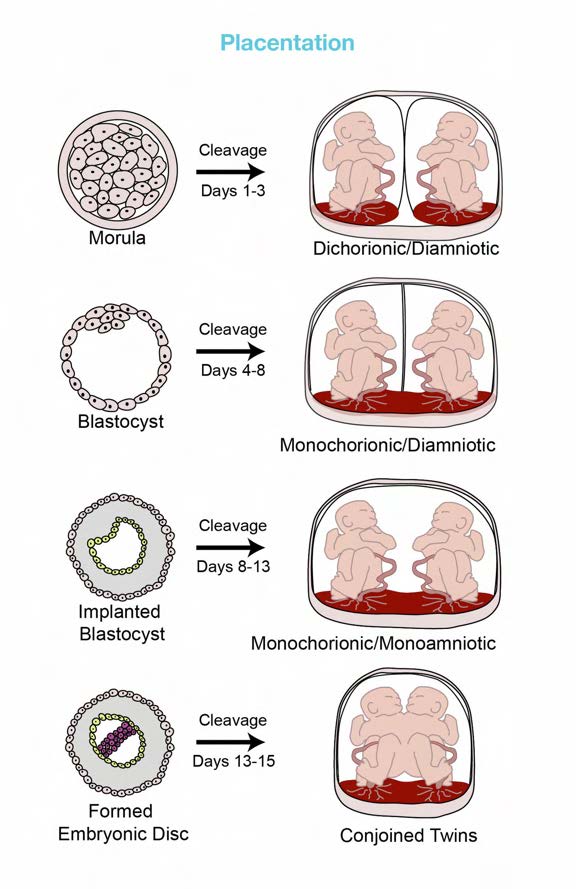 Placentation
Cleavage
Days 1-3
Morula
Dichorionic/Diamniotic
Cleavage
Days 4-8
Blastocyst
Monochorionic/Diamniotic
Cleavage
Days 8-13
Implanted
Blastocyst
Monochorionic/Monoamniotic
Cleavage
Days 13-15
Formed
Embryonic Disc
Conjoined Twins